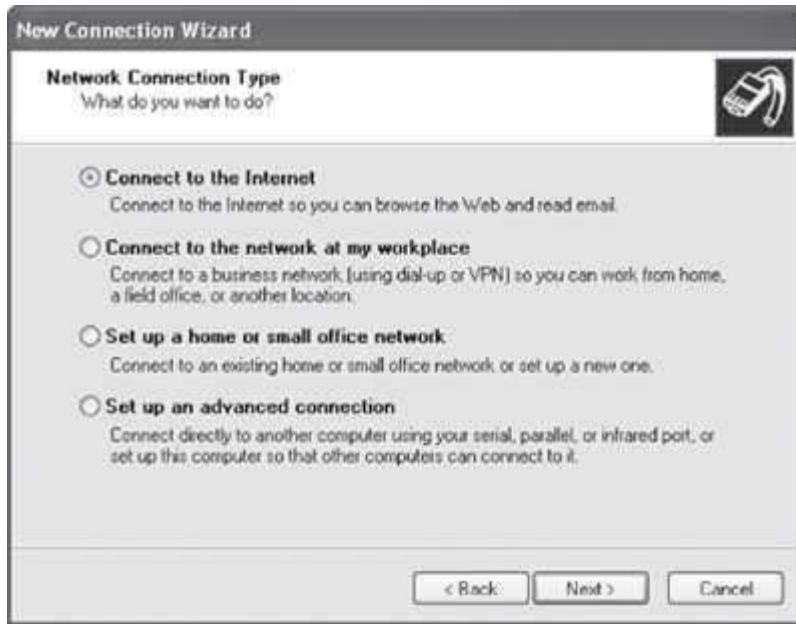 New Connection Wizard
Network Connection Type
What do you want to do?
Connect to the Internet
Connect to the Internet so you can browse the Web and read email.
Connect to the network at my workplace
Connect to a business network (using dial-up or VPN) so you can work from home,
a field office, or another location.
Set up a home or small office network
Connect to an existing home or small office network or set up a new one.
Set up an advanced connection
Connect directly to another computer using your serial, parallel, or infrared port, or
set up this computer so that other computers can connect to it.
< Back Next > Cancel